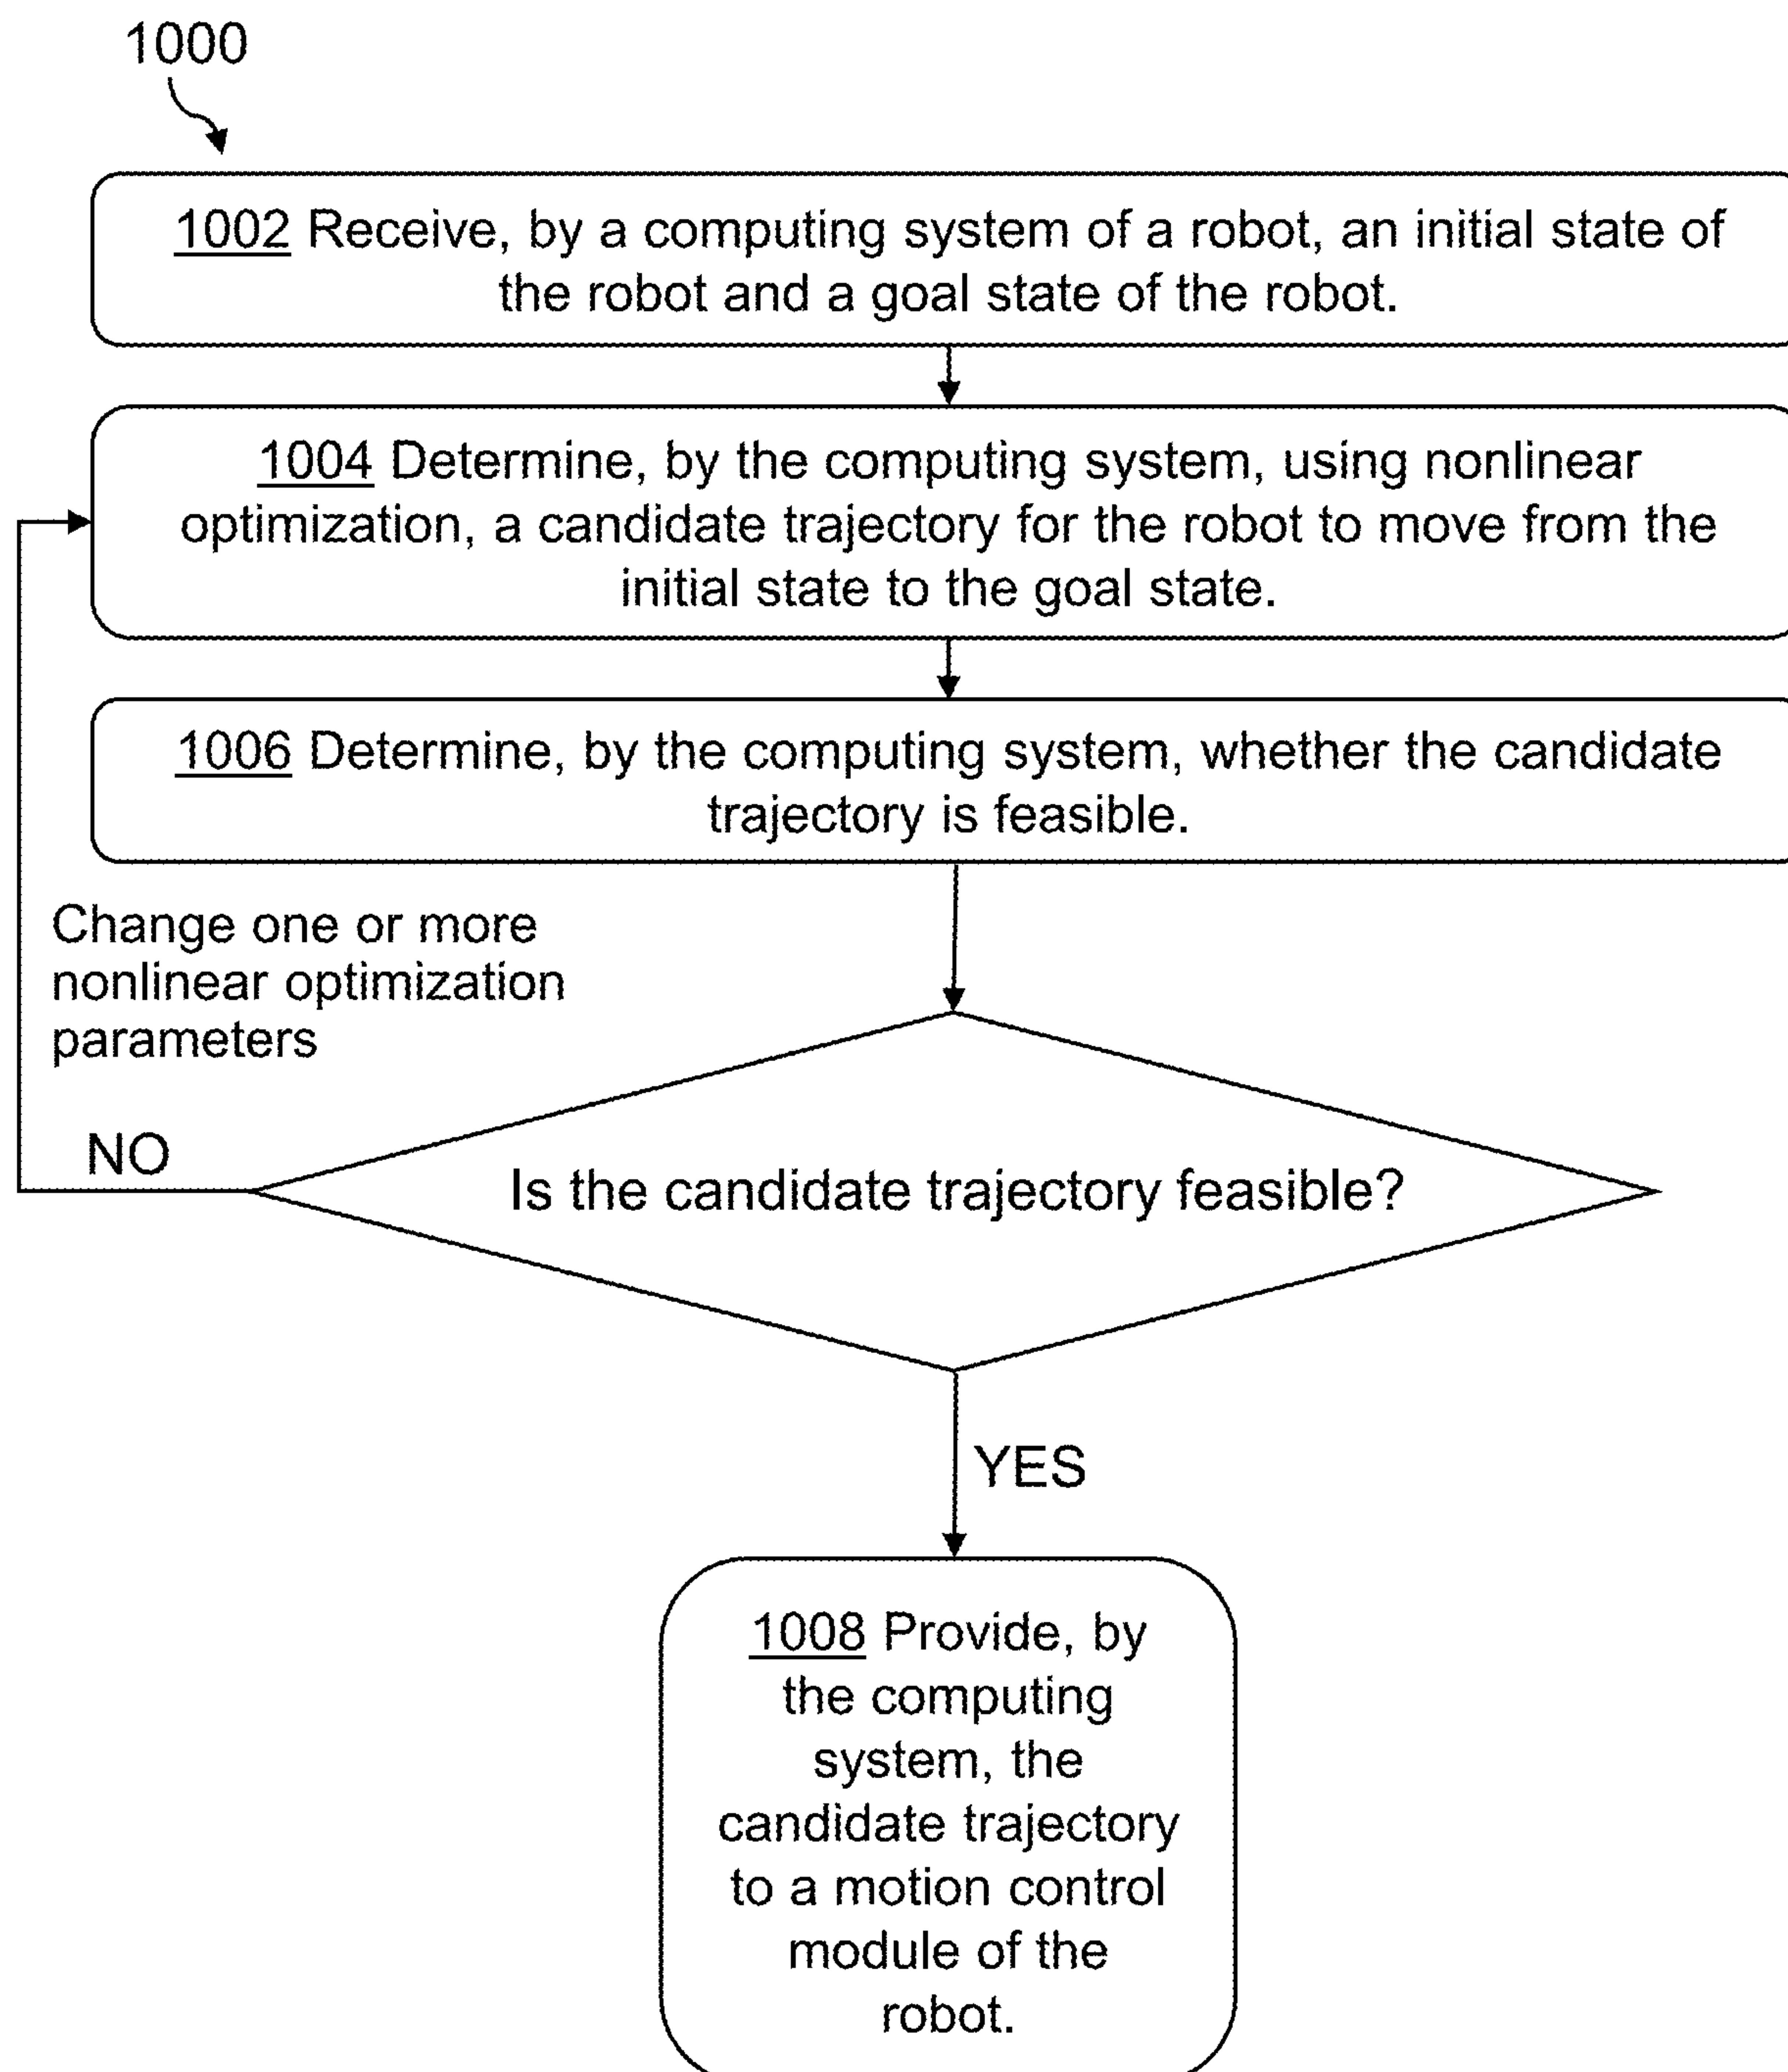 1000
1002 Receive, by a computing system of a robot, an initial state of
the robot and a goal state of the robot.
1004 Determine, by the computing system, using nonlinear
optimization, a candidate trajectory for the robot to move from the
initial state to the goal state.
1006 Determine, by the computing system, whether the candidate
trajectory is feasible.
Change one or more
nonlinear optimization
parameters
NO
Is the candidate trajectory feasible?
YES
1008 Provide, by
the computing
system, the
candidate trajectory
to a motion control
module of the
robot.